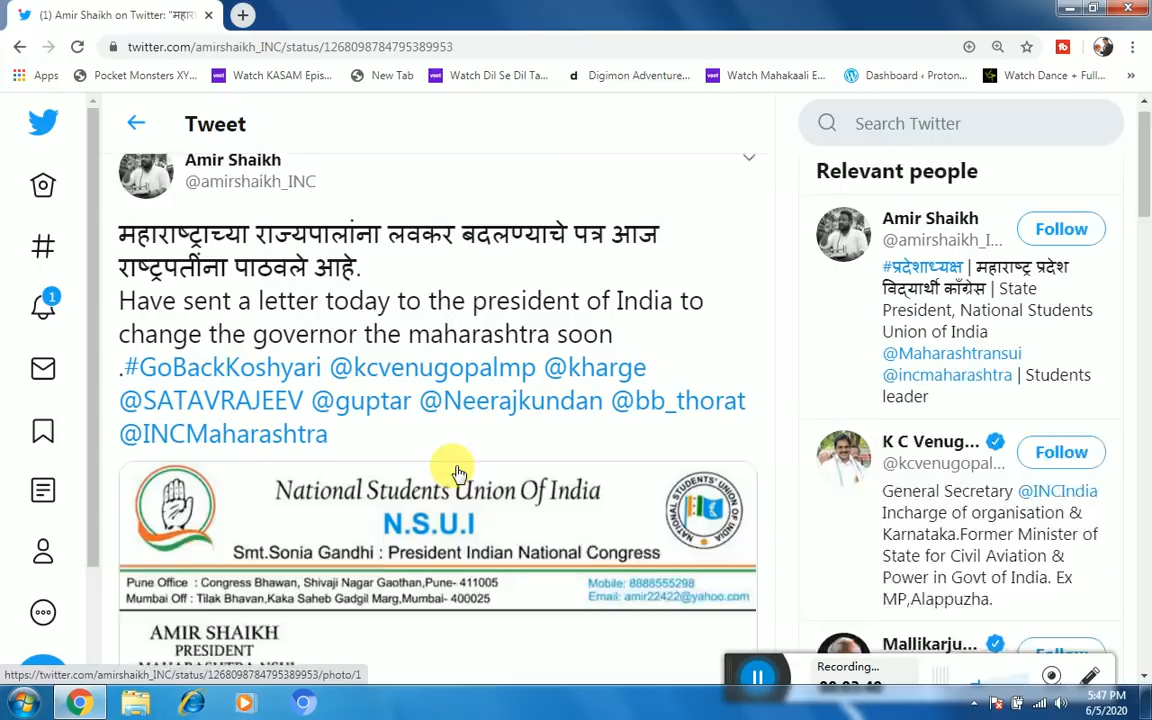 (1) Amir Shaikh on Twitter: "महारा
twitter.com/amirshaikh_INC/status/1268098784795389953
Apps
Pocket Monsters XY...
Watch KASAM Epis...
New Tab
Watch Dil Se Dil Ta...
Digimon Adventure...
Watch Mahakaali E...
Dashboard ‹ Proton...
Watch Dance + Full...
Tweet
Amir Shaikh
@amirshaikh_INC
महाराष्ट्राच्या राज्यपालांना लवकर बदलण्याचे पत्र आज
राष्ट्रपतींना पाठवले आहे.
Have sent a letter today to the president of India to
change the governor the maharashtra soon
.#GoBackKoshyari @kcvenugopalmp @kharge
@SATAVRAJEEV @guptar @Neerajkundan @bb_thorat
@INCMaharashtra
National Students Union Of India
N.S.U.I
Smt.Sonia Gandhi : President Indian National Congress
NATIONAL STUDENTS' UNION OF INDIA
Pune Office : Congress Bhawan, Shivaji Nagar Gaothan,Pune- 411005
Mumbai Off : Tilak Bhavan,Kaka Saheb Gadgil Marg,Mumbai- 400025
Mobile: 8888555298
Email: amir22422@yahoo.com
AMIR SHAIKH
PRESIDENT
MAHARASHTRA NSUI
Search Twitter
Relevant people
Amir Shaikh
@amirshaikh_I...
Follow
#प्रदेशाध्यक्ष | महाराष्ट्र प्रदेश
विद्यार्थी काँग्रेस | State
President, National Students
Union of India
@Maharashtransui
@incmaharashtra | Students
leader
K C Venug...
@kcvenugopal...
Follow
General Secretary @INCIndia
Incharge of organisation &
Karnataka.Former Minister of
State for Civil Aviation &
Power in Govt of India. Ex
MP,Alappuzha.
Mallikarju...
Follow
1
https://twitter.com/amirshaikh_INC/status/1268098784795389953/photo/1
Recording...
5:47 PM
6/5/2020